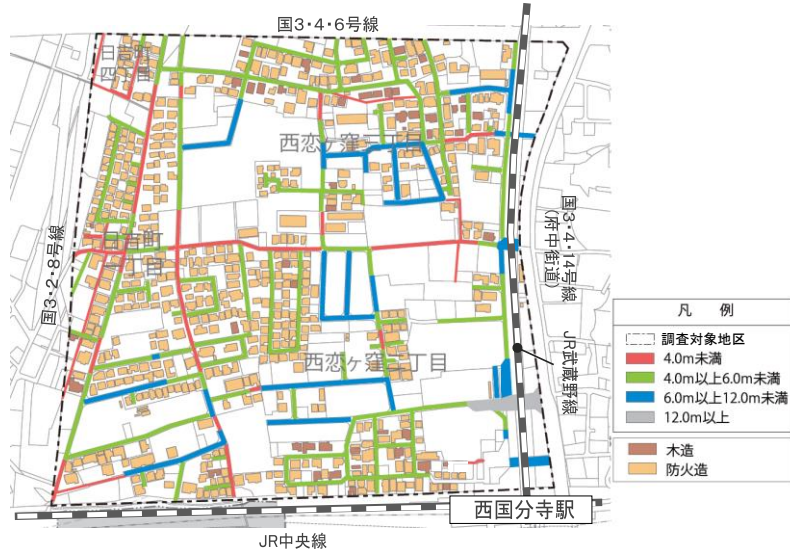 国3・4・6号線
日吉町
四丁目
西恋ヶ窪三丁目
国3・4・14号線
(府中街道)
日吉町
国3・2・8号線
丁目
JR武蔵野線
西恋ヶ窪二丁目
西国分寺駅
JR中央線
凡 例
調査対象地区
4.0m未満
4.0m以上6.0m未満
6.0m以上12.0m未満
12.0m以上
木造
防火造